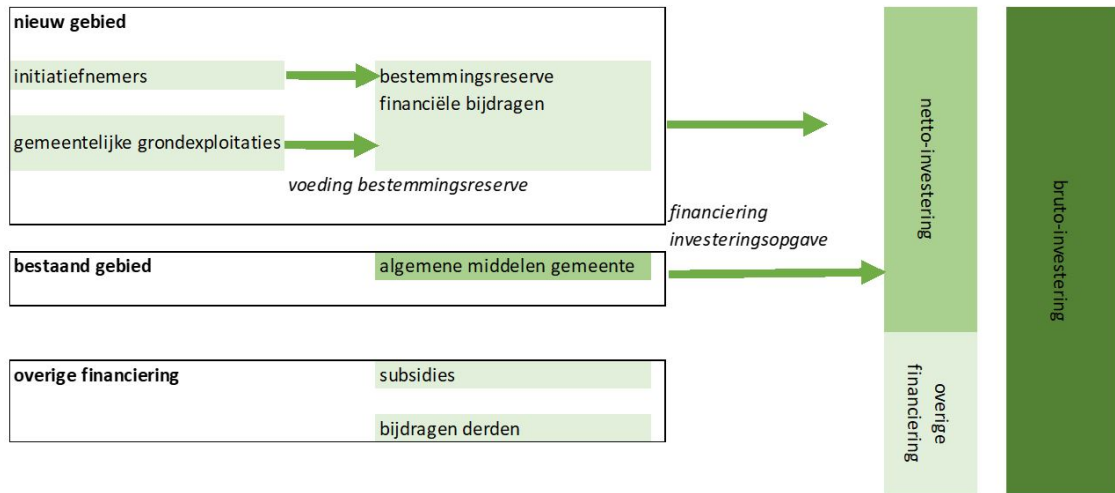 nieuw gebied
initiatiefnemers
bestemmingsreserve
financiële bijdragen
gemeentelijke grondexploitaties
voeding bestemmingsreserve
financiering
investeringsopgave
bestaand gebied
algemene middelen gemeente
overige financiering
subsidies
bijdragen derden
netto-investering
overige
financiering
bruto-investering